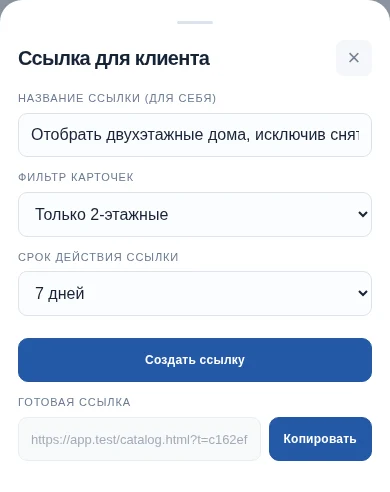 Ссылка для клиента
×
НАЗВАНИЕ ССЫЛКИ (ДЛЯ СЕБЯ)
Отобрать двухэтажные дома, исключив снят
ФИЛЬТР КАРТОЧЕК
Только 2-этажные
СРОК ДЕЙСТВИЯ ССЫЛКИ
7 дней
Создать ссылку
ГОТОВАЯ ССЫЛКА
https://app.test/catalog.html?t=c162ef
Копировать